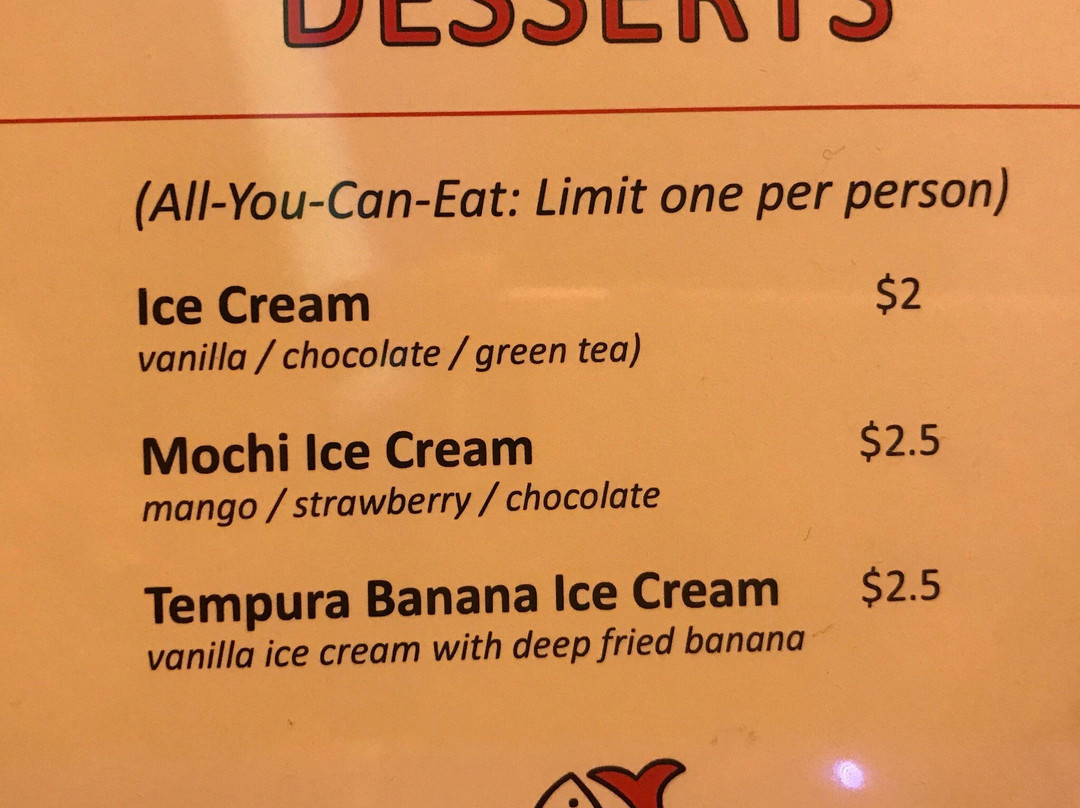 DESSERTS
(All-You-Can-Eat: Limit one per person)
Ice Cream $2
vanilla / chocolate / green tea)
Mochi Ice Cream $2.5
mango / strawberry / chocolate
Tempura Banana Ice Cream $2.5
vanilla ice cream with deep fried banana